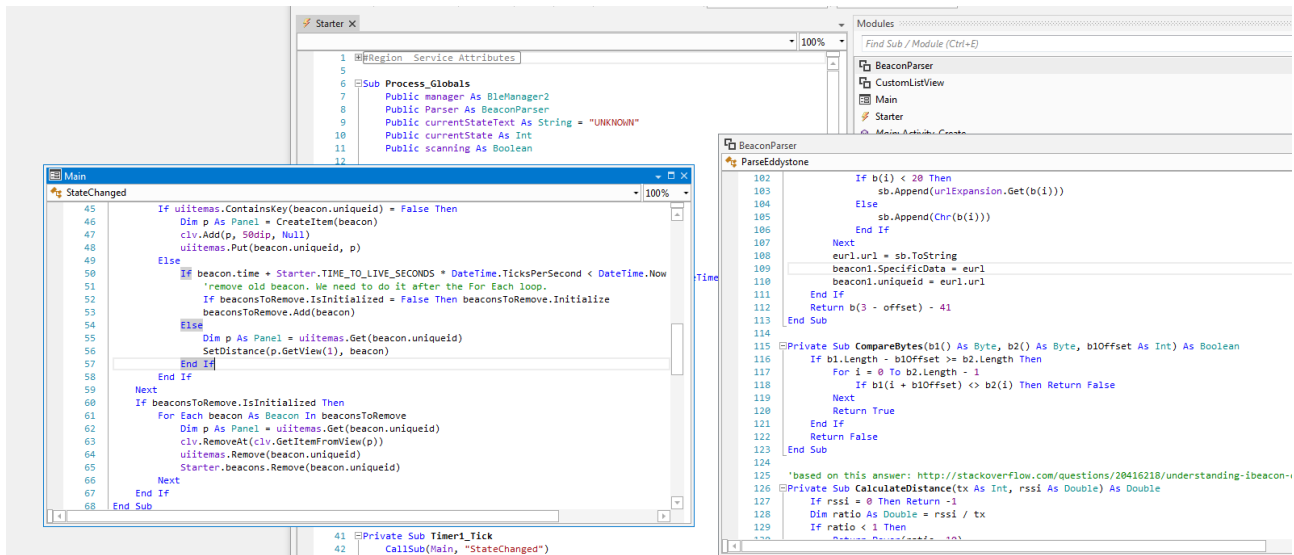 Starter
100%
1 #Region Service Attributes
5
6 Sub Process_Globals
7 Public manager As BleManager2
8 Public Parser As BeaconParser
9 Public currentStateText As String = "UNKNOWN"
10 Public currentState As Int
11 Public scanning As Boolean
12
Modules
Find Sub / Module (Ctrl+E)
BeaconParser
CustomListView
Main
Starter
Main
StateChanged
100%
45 If uiitemas.ContainsKey(beacon.uniqueid) = False Then
46 Dim p As Panel = CreateItem(beacon)
47 clv.Add(p, 50dip, Null)
48 uiitemas.Put(beacon.uniqueid, p)
49 Else
50 If beacon.time + Starter.TIME_TO_LIVE_SECONDS * DateTime.TicksPerSecond < DateTime.Now
51 'remove old beacon. We need to do it after the For Each loop.
52 If beaconsToRemove.IsInitialized = False Then beaconsToRemove.Initialize
53 beaconsToRemove.Add(beacon)
54 Else
55 Dim p As Panel = uiitemas.Get(beacon.uniqueid)
56 SetDistance(p.GetView(1), beacon)
57 End If
58 End If
59 Next
60 If beaconsToRemove.IsInitialized Then
61 For Each beacon As Beacon In beaconsToRemove
62 Dim p As Panel = uiitemas.Get(beacon.uniqueid)
63 clv.RemoveAt(clv.GetItemFromView(p))
64 uiitemas.Remove(beacon.uniqueid)
65 Starter.beacons.Remove(beacon.uniqueid)
66 Next
67 End If
68 End Sub
41 Private Sub Timer1_Tick
42 CallSub(Main, "StateChanged")
BeaconParser
ParseEddystone
102 If b(i) < 20 Then
103 sb.Append(urlExpansion.Get(b(i)))
104 Else
105 sb.Append(Chr(b(i)))
106 End If
107 Next
108 eurl.url = sb.ToString
109 beacon1.SpecificData = eurl
110 beacon1.uniqueid = eurl.url
111 End If
112 Return b(3 - offset) - 41
113 End Sub
114
115 Private Sub CompareBytes(b1() As Byte, b2() As Byte, b1Offset As Int) As Boolean
116 If b1.Length - b1Offset >= b2.Length Then
117 For i = 0 To b2.Length - 1
118 If b1(i + b1Offset) <> b2(i) Then Return False
119 Next
120 Return True
121 End If
122 Return False
123 End Sub
124
125 'based on this answer: http://stackoverflow.com/questions/20416218/understanding-ibeacon-
126 Private Sub CalculateDistance(tx As Int, rssi As Double) As Double
127 If rssi = 0 Then Return -1
128 Dim ratio As Double = rssi / tx
129 If ratio < 1 Then